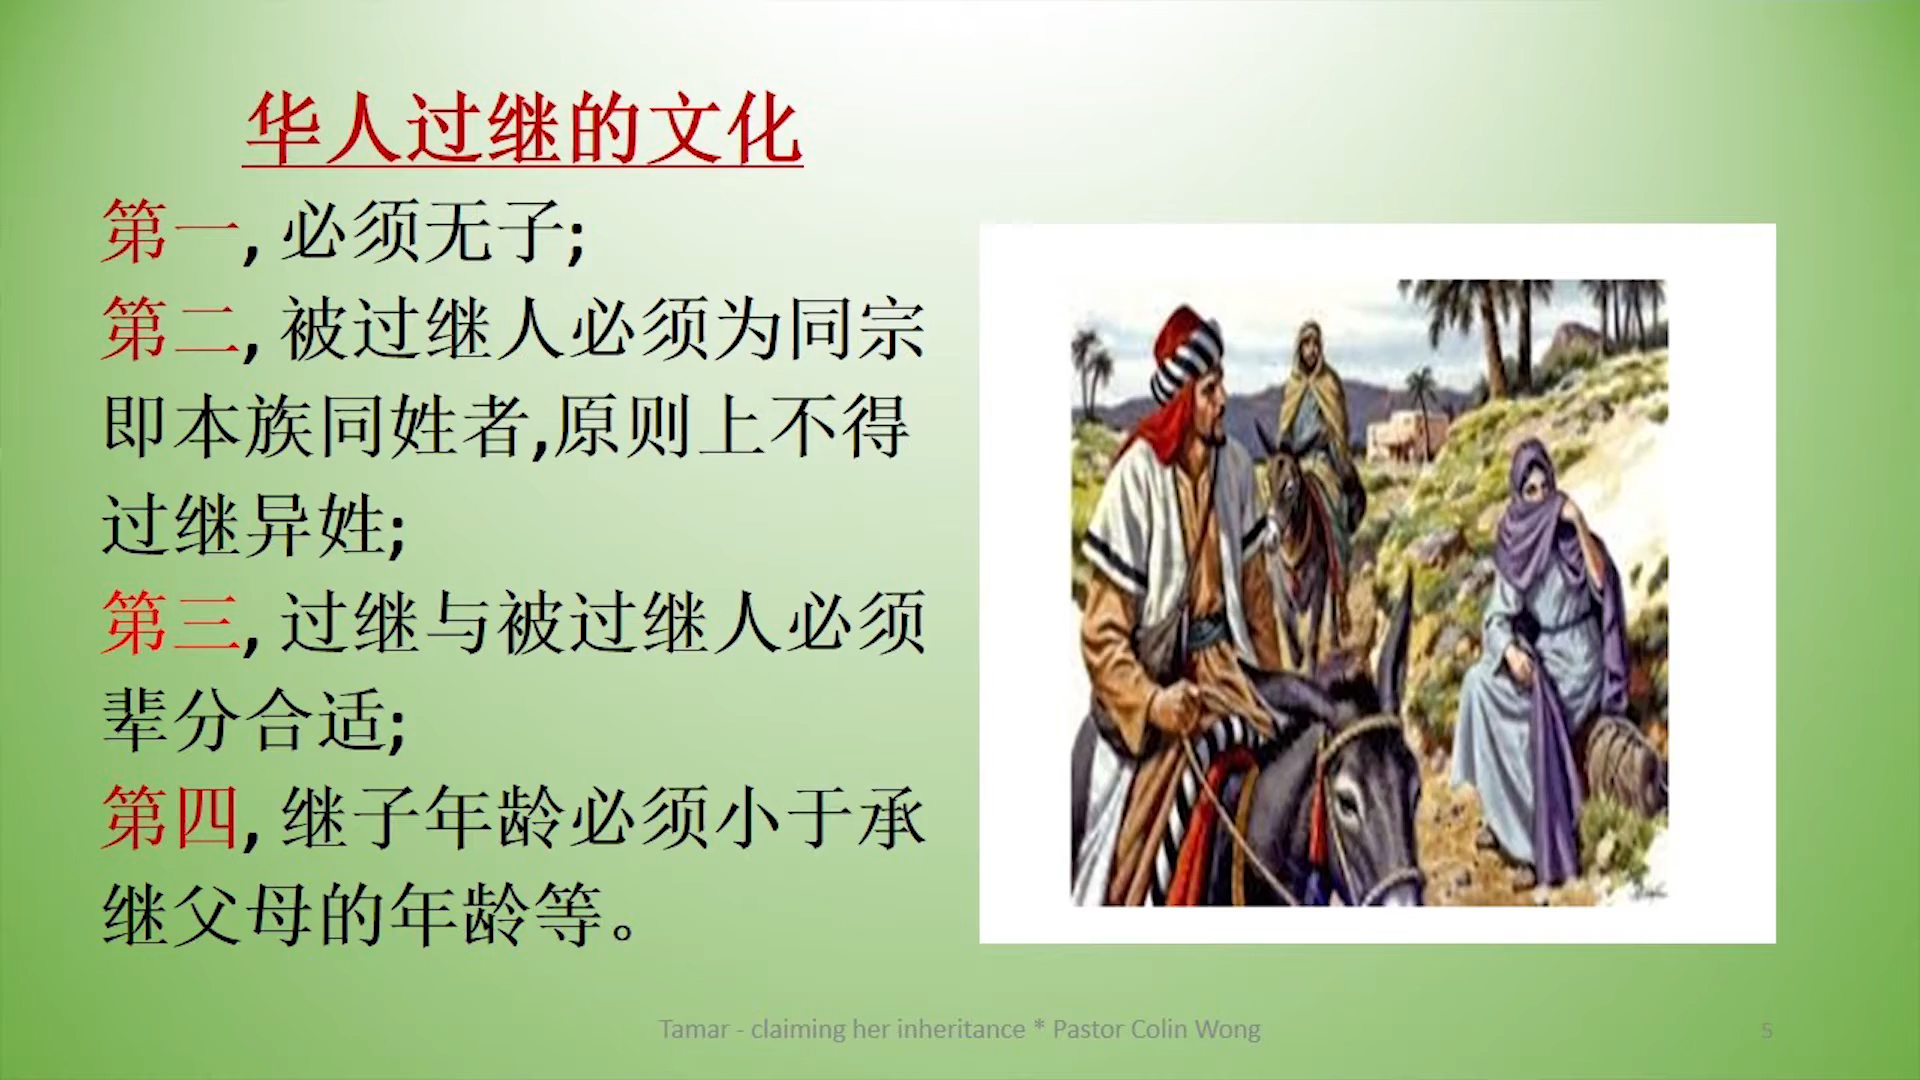 华人过继的文化
第一, 必须无子;
第二, 被过继人必须为同宗
即本族同姓者,原则上不得
过继异姓;
第三, 过继与被过继人必须
辈分合适;
第四, 继子年龄必须小于承
继父母的年龄等。
Tamar - claiming her inheritance * Pastor Colin Wong
5